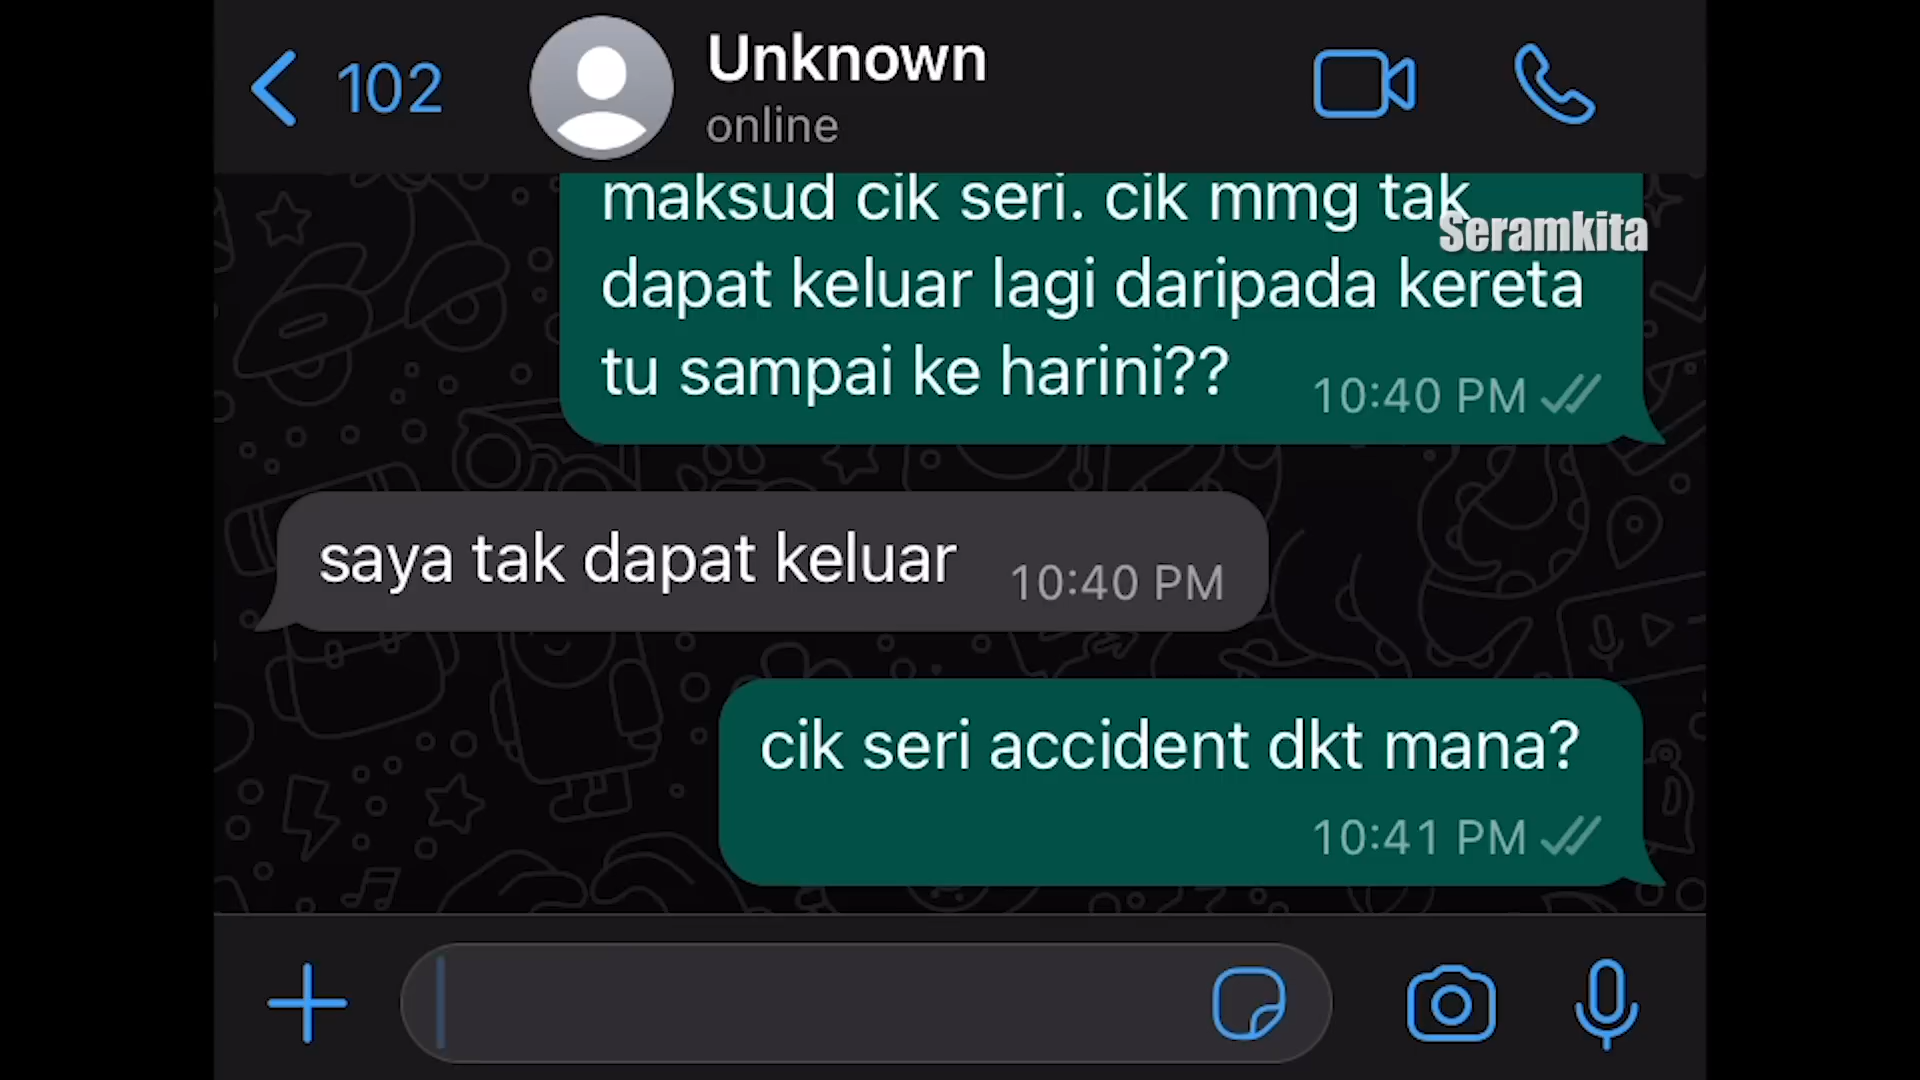 102
Unknown
online
maksud cik seri. cik mmg tak
Seramkita
dapat keluar lagi daripada kereta
tu sampai ke harini??
10:40 PM
saya tak dapat keluar
10:40 PM
cik seri accident dkt mana?
10:41 PM